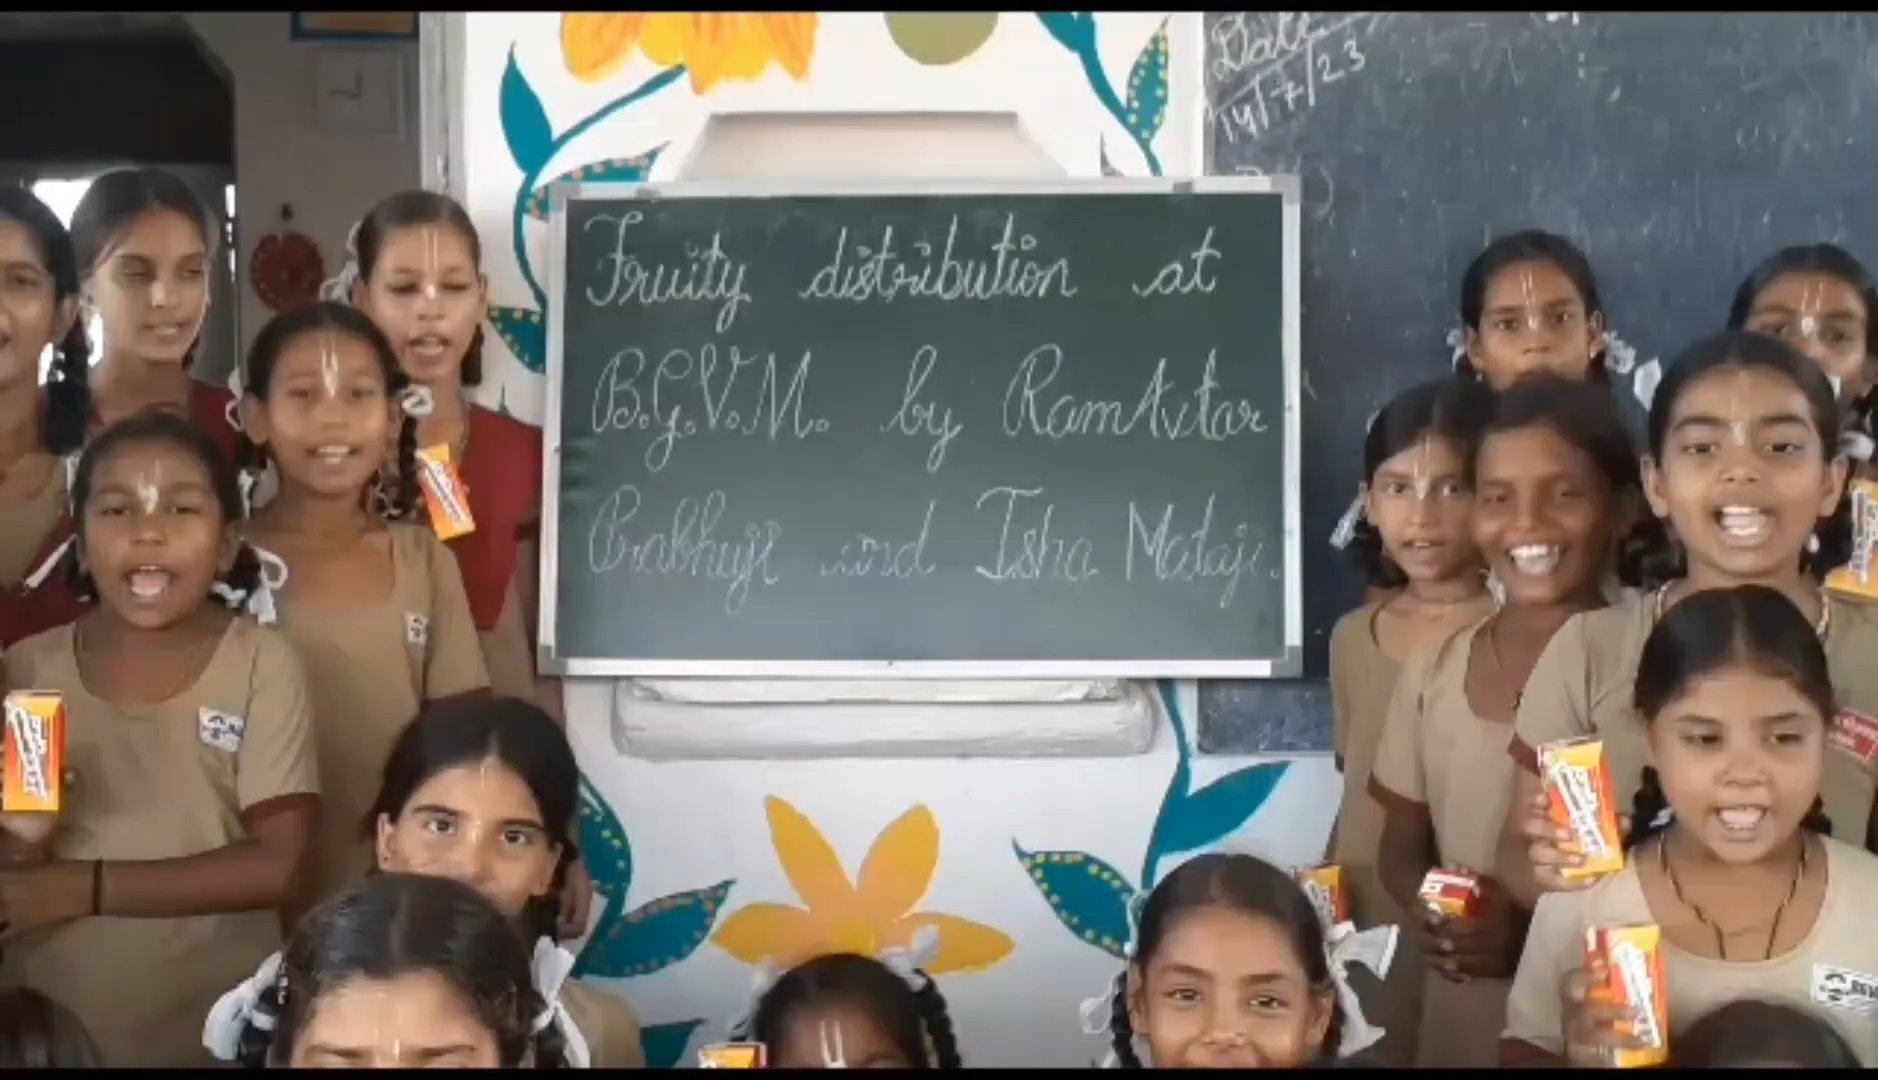 Date
14/7/23
Fruity distribution at
B.G.V.M. by RamAvtar
Prabhuji and Isha Mataji.